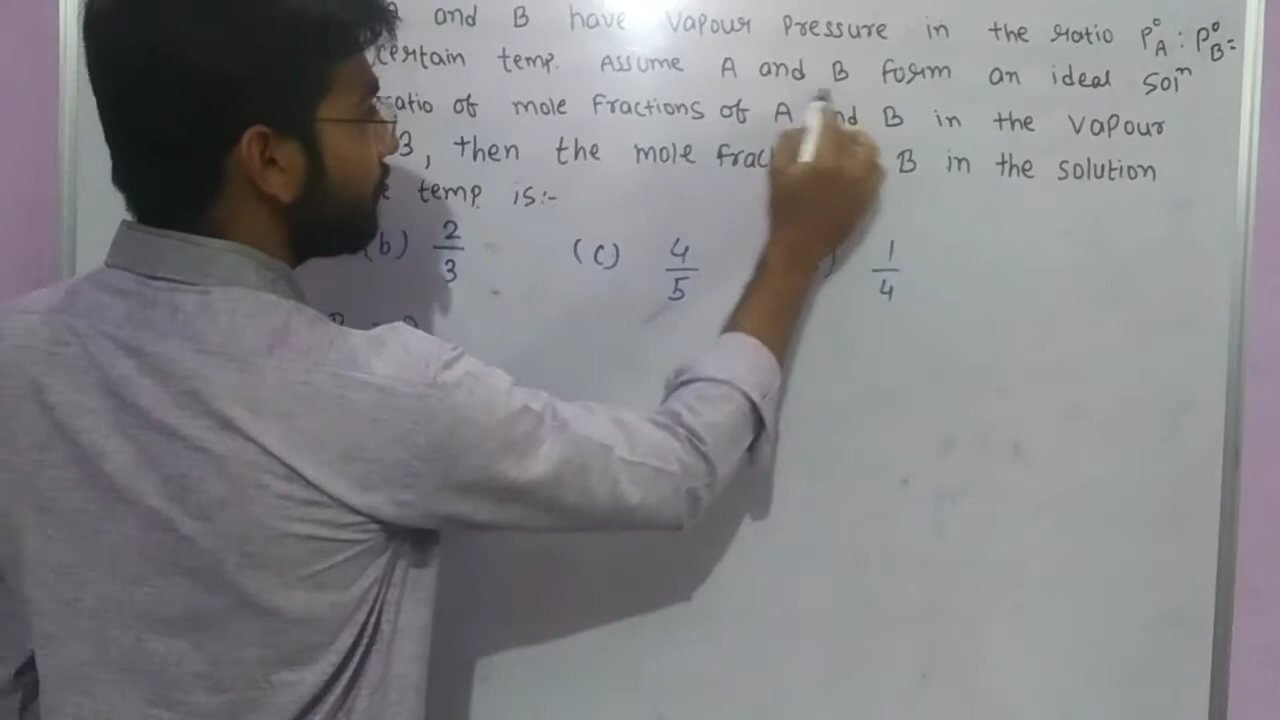 A and B have Vapour Pressure in the ratio P°A : P°B =
certain temp. Assume A and B form an ideal solⁿ
ratio of mole Fractions of A and B in the Vapour
3, then the mole frac B in the solution
temp. is:-
(b) 2/3 (c) 4/5 ) 1/4